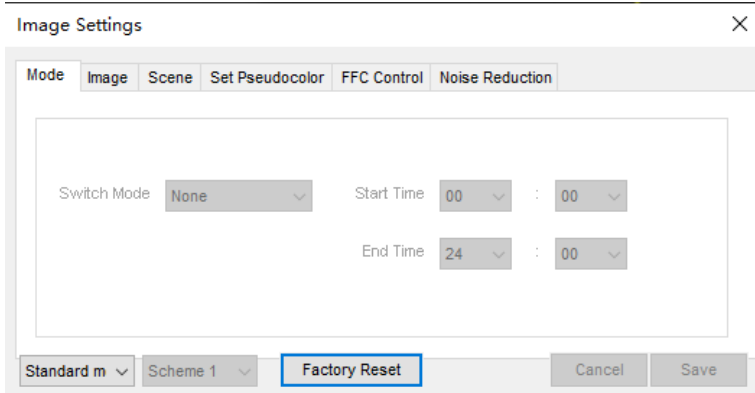 Image Settings
Mode Image Scene Set Pseudocolor FFC Control Noise Reduction
Switch Mode None Start Time 00 : 00
End Time 24 : 00
Standard m Scheme 1 Factory Reset Cancel Save